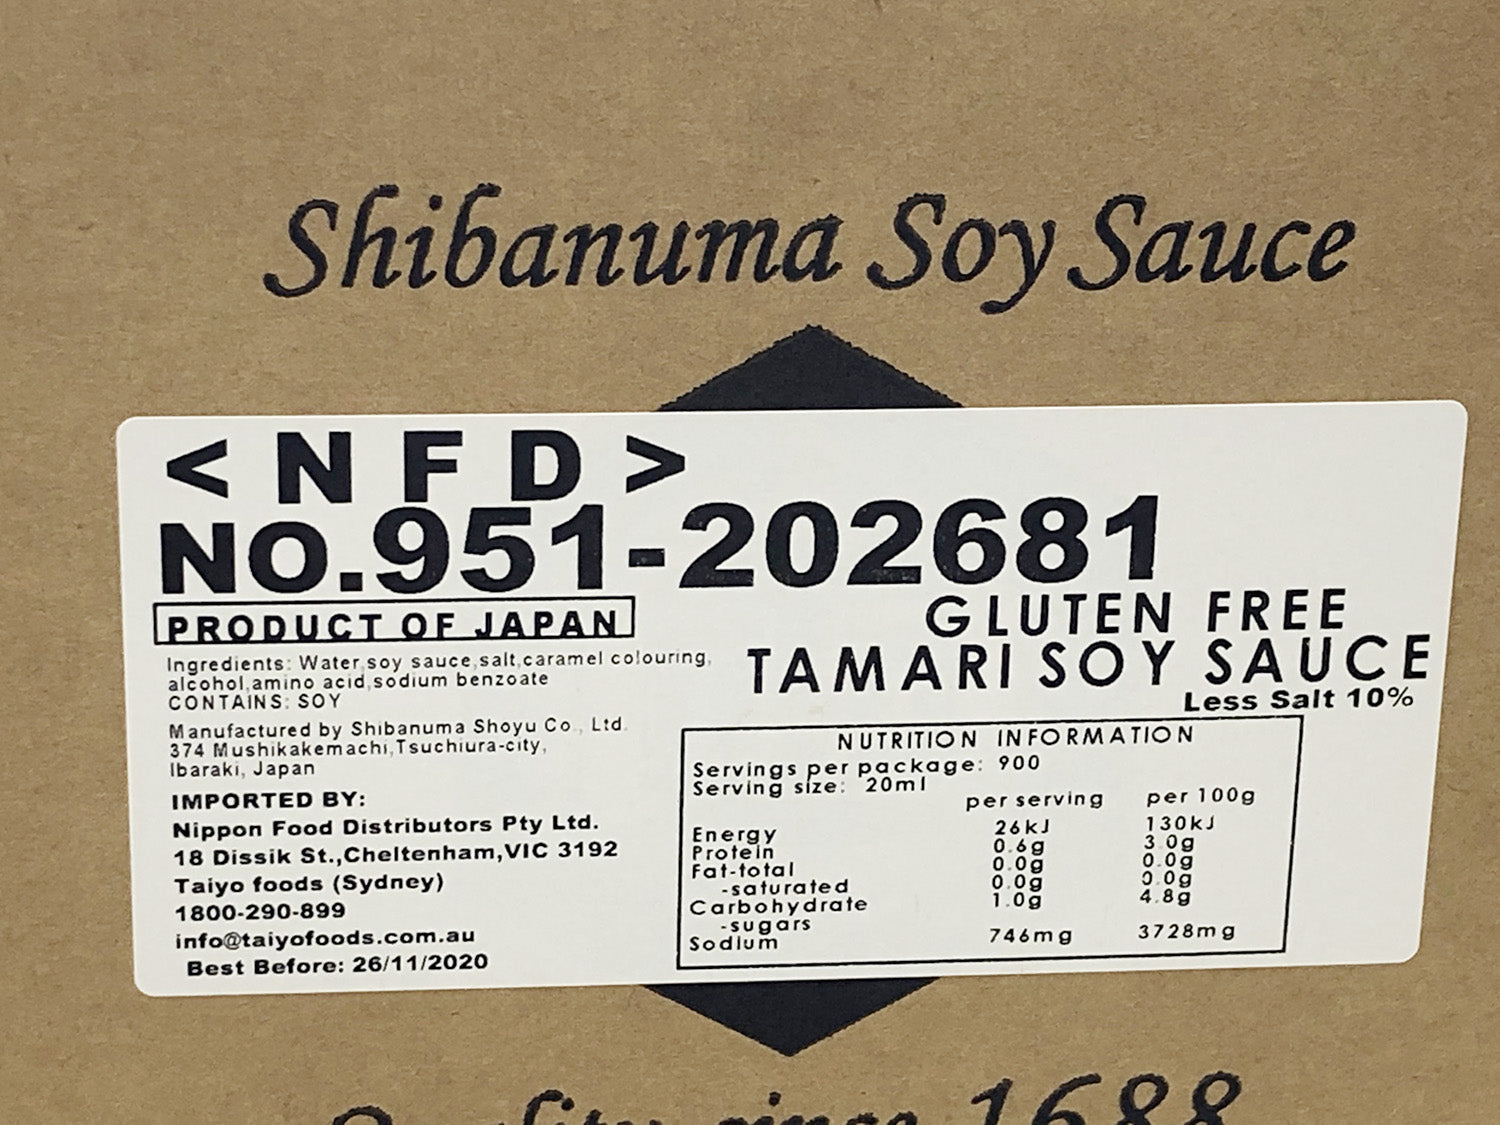 Shibanuma Soy Sauce
< N F D >
NO.951-202681
PRODUCT OF JAPAN
GLUTEN FREE
TAMARI SOY SAUCE
Less Salt 10%
Ingredients: Water,soy sauce,salt,caramel colouring,
alcohol,amino acid,sodium benzoate
CONTAINS: SOY
Manufactured by Shibanuma Shoyu Co., Ltd.
374 Mushikakemachi,Tsuchiura-city,
Ibaraki, Japan
IMPORTED BY:
Nippon Food Distributors Pty Ltd.
18 Dissik St.,Cheltenham,VIC 3192
Taiyo foods (Sydney)
1800-290-899
info@taiyofoods.com.au
Best Before: 26/11/2020
NUTRITION INFORMATION
Servings per package: 900
Serving size: 20ml
per serving per 100g
Energy 26kJ 130kJ
Protein 0.6g 3.0g
Fat-total 0.0g 0.0g
-saturated 0.0g 0.0g
Carbohydrate 1.0g 4.8g
-sugars
Sodium 746mg 3728mg
Quality since 1688